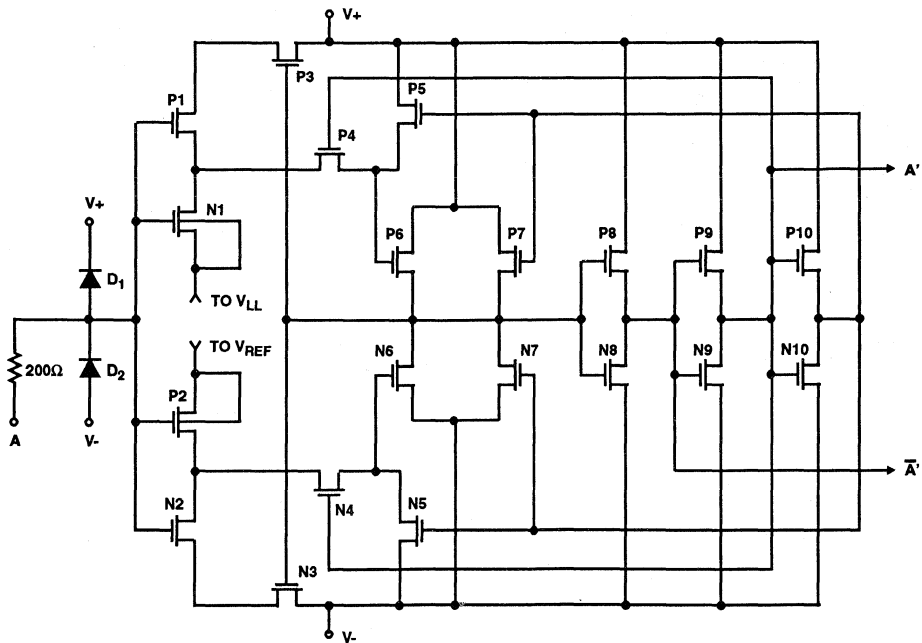 V+
P3
P5
P1
P4
A'
N1
P6
P7
P8
P9
P10
V+
D1
TO VLL
TO VREF
200Ω
D2
N6
N7
N8
N9
N10
P2
A
V-
A̅'
N2
N4
N5
N3
V-